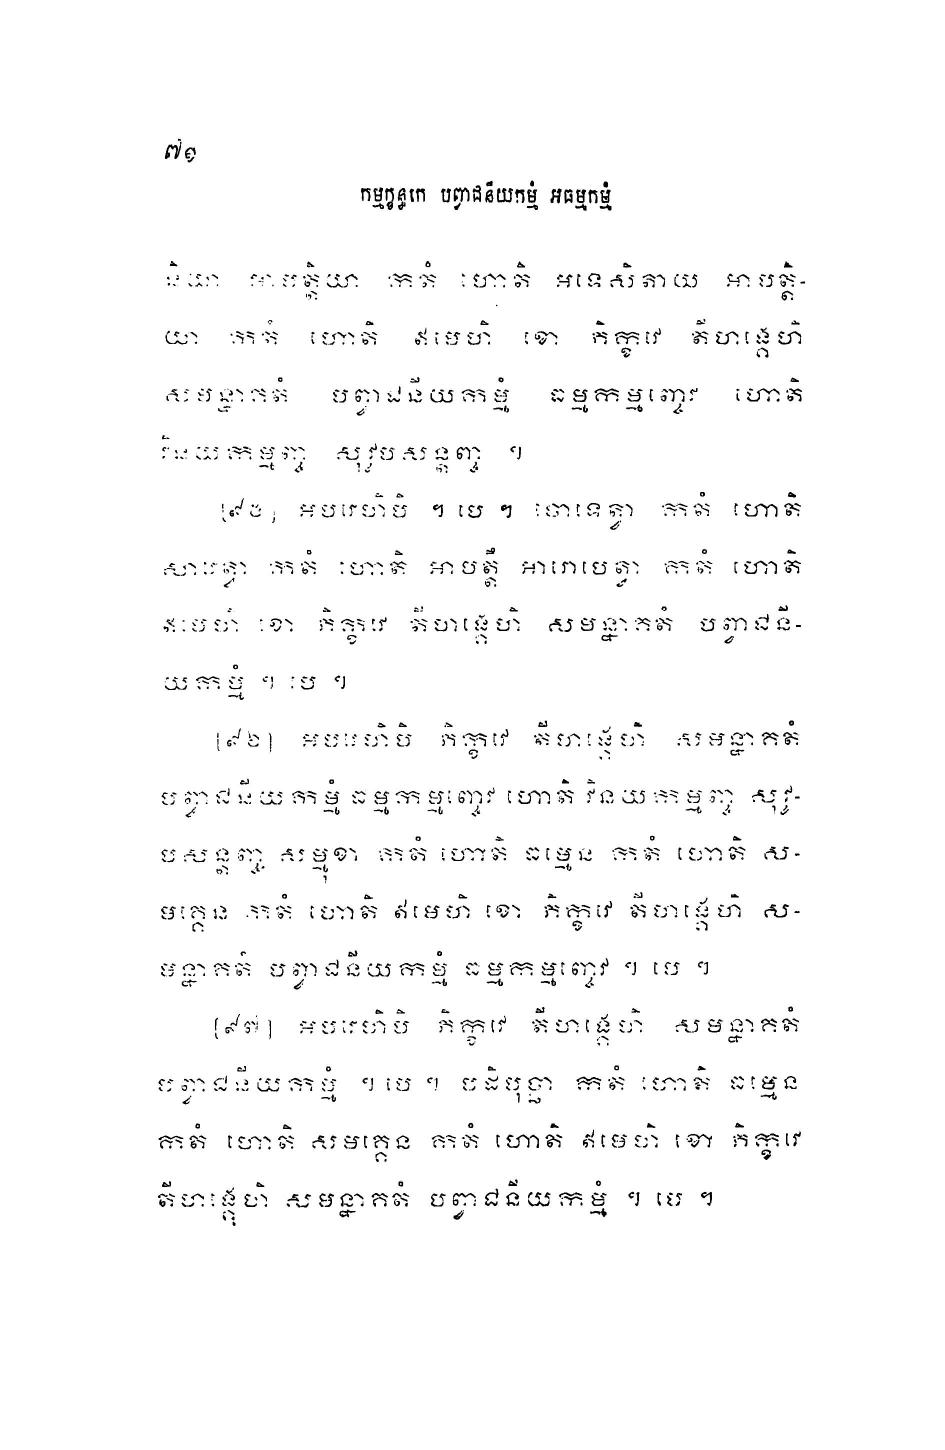 ៧១
កម្មក្ខន្ធកេ បព្វាជនីយកម្មំ អធម្មកម្មំ
និយា អាបត្តិយា កតំ ហោតិ អទេសិតាយ អាបត្តិ-
យា កតំ ហោតិ ឥមេហិ ខោ ភិក្ខវេ តីហង្គេហិ
សមន្នាគតំ បព្វាជនីយកម្មំ ធម្មកម្មញ្ចេវ ហោតិ
វិនយកម្មញ្ច សុវូបសន្តញ្ច ។
[៩៥] អបរេហិបិ ។ បេ ។ ចោទេត្វា កតំ ហោតិ
សារេត្វា កតំ ហោតិ អាបត្តឹ អារោបេត្វា កតំ ហោតិ
ឥមេហិ ខោ ភិក្ខវេ តីហង្គេហិ សមន្នាគតំ បព្វាជនី-
យកម្មំ ។ បេ ។
[៩៦] អបរេហិបិ ភិក្ខវេ តីហង្គេហិ សមន្នាគតំ
បព្វាជនីយកម្មំ ធម្មកម្មញ្ចេវ ហោតិ វិនយកម្មញ្ច សុវូ-
បសន្តញ្ច សម្មុខា កតំ ហោតិ ធម្មេន កតំ ហោតិ ស-
មគ្គេន កតំ ហោតិ ឥមេហិ ខោ ភិក្ខវេ តីហង្គេហិ ស-
មន្នាគតំ បព្វាជនីយកម្មំ ធម្មកម្មញ្ចេវ ។ បេ ។
[៩៧] អបរេហិបិ ភិក្ខវេ តីហង្គេហិ សមន្នាគតំ
បព្វាជនីយកម្មំ ។ បេ ។ បដិបុច្ឆា កតំ ហោតិ ធម្មេន
កតំ ហោតិ សមគ្គេន កតំ ហោតិ ឥមេហិ ខោ ភិក្ខវេ
តីហង្គេហិ សមន្នាគតំ បព្វាជនីយកម្មំ ។ បេ ។